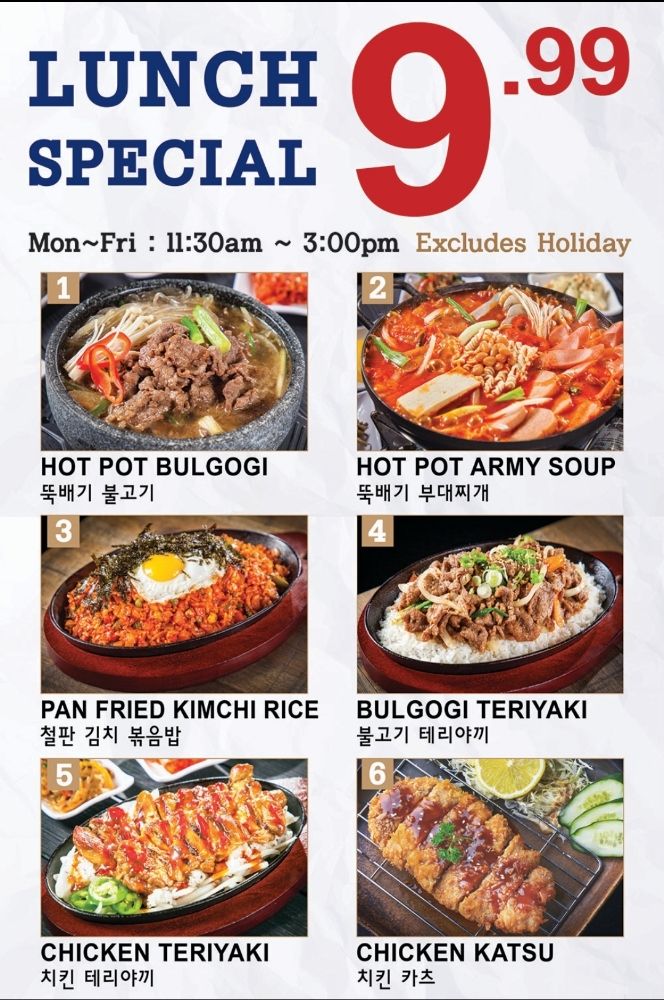 LUNCH
SPECIAL
9.99
Mon~Fri : 11:30am ~ 3:00pm Excludes Holiday
1
HOT POT BULGOGI
뚝배기 불고기
2
HOT POT ARMY SOUP
뚝배기 부대찌개
3
PAN FRIED KIMCHI RICE
철판 김치 볶음밥
4
BULGOGI TERIYAKI
불고기 테리야끼
5
CHICKEN TERIYAKI
치킨 테리야끼
6
CHICKEN KATSU
치킨 카츠